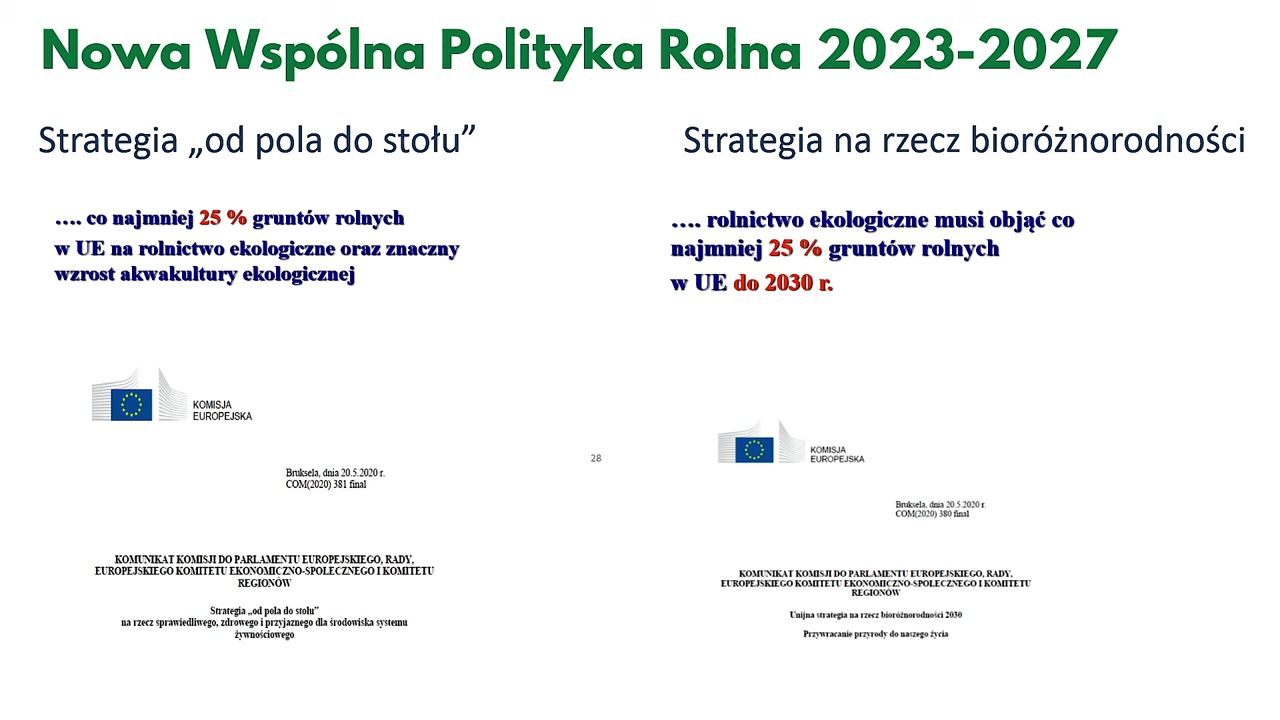 Nowa Wspólna Polityka Rolna 2023-2027
Strategia „od pola do stołu”
…. co najmniej 25 % gruntów rolnych
w UE na rolnictwo ekologiczne oraz znaczny
wzrost akwakultury ekologicznej
KOMISJA
EUROPEJSKA
Bruksela, dnia 20.5.2020 r.
COM(2020) 381 final
KOMUNIKAT KOMISJI DO PARLAMENTU EUROPEJSKIEGO, RADY,
EUROPEJSKIEGO KOMITETU EKONOMICZNO-SPOŁECZNEGO I KOMITETU
REGIONÓW
Strategia „od pola do stołu”
na rzecz sprawiedliwego, zdrowego i przyjaznego dla środowiska systemu
żywnościowego
28
Strategia na rzecz bioróżnorodności
…. rolnictwo ekologiczne musi objąć co
najmniej 25 % gruntów rolnych
w UE do 2030 r.
KOMISJA
EUROPEJSKA
Bruksela, dnia 20.5.2020 r.
COM(2020) 380 final
KOMUNIKAT KOMISJI DO PARLAMENTU EUROPEJSKIEGO, RADY,
EUROPEJSKIEGO KOMITETU EKONOMICZNO-SPOŁECZNEGO I KOMITETU
REGIONÓW
Unijna strategia na rzecz bioróżnorodności 2030
Przywracanie przyrody do naszego życia